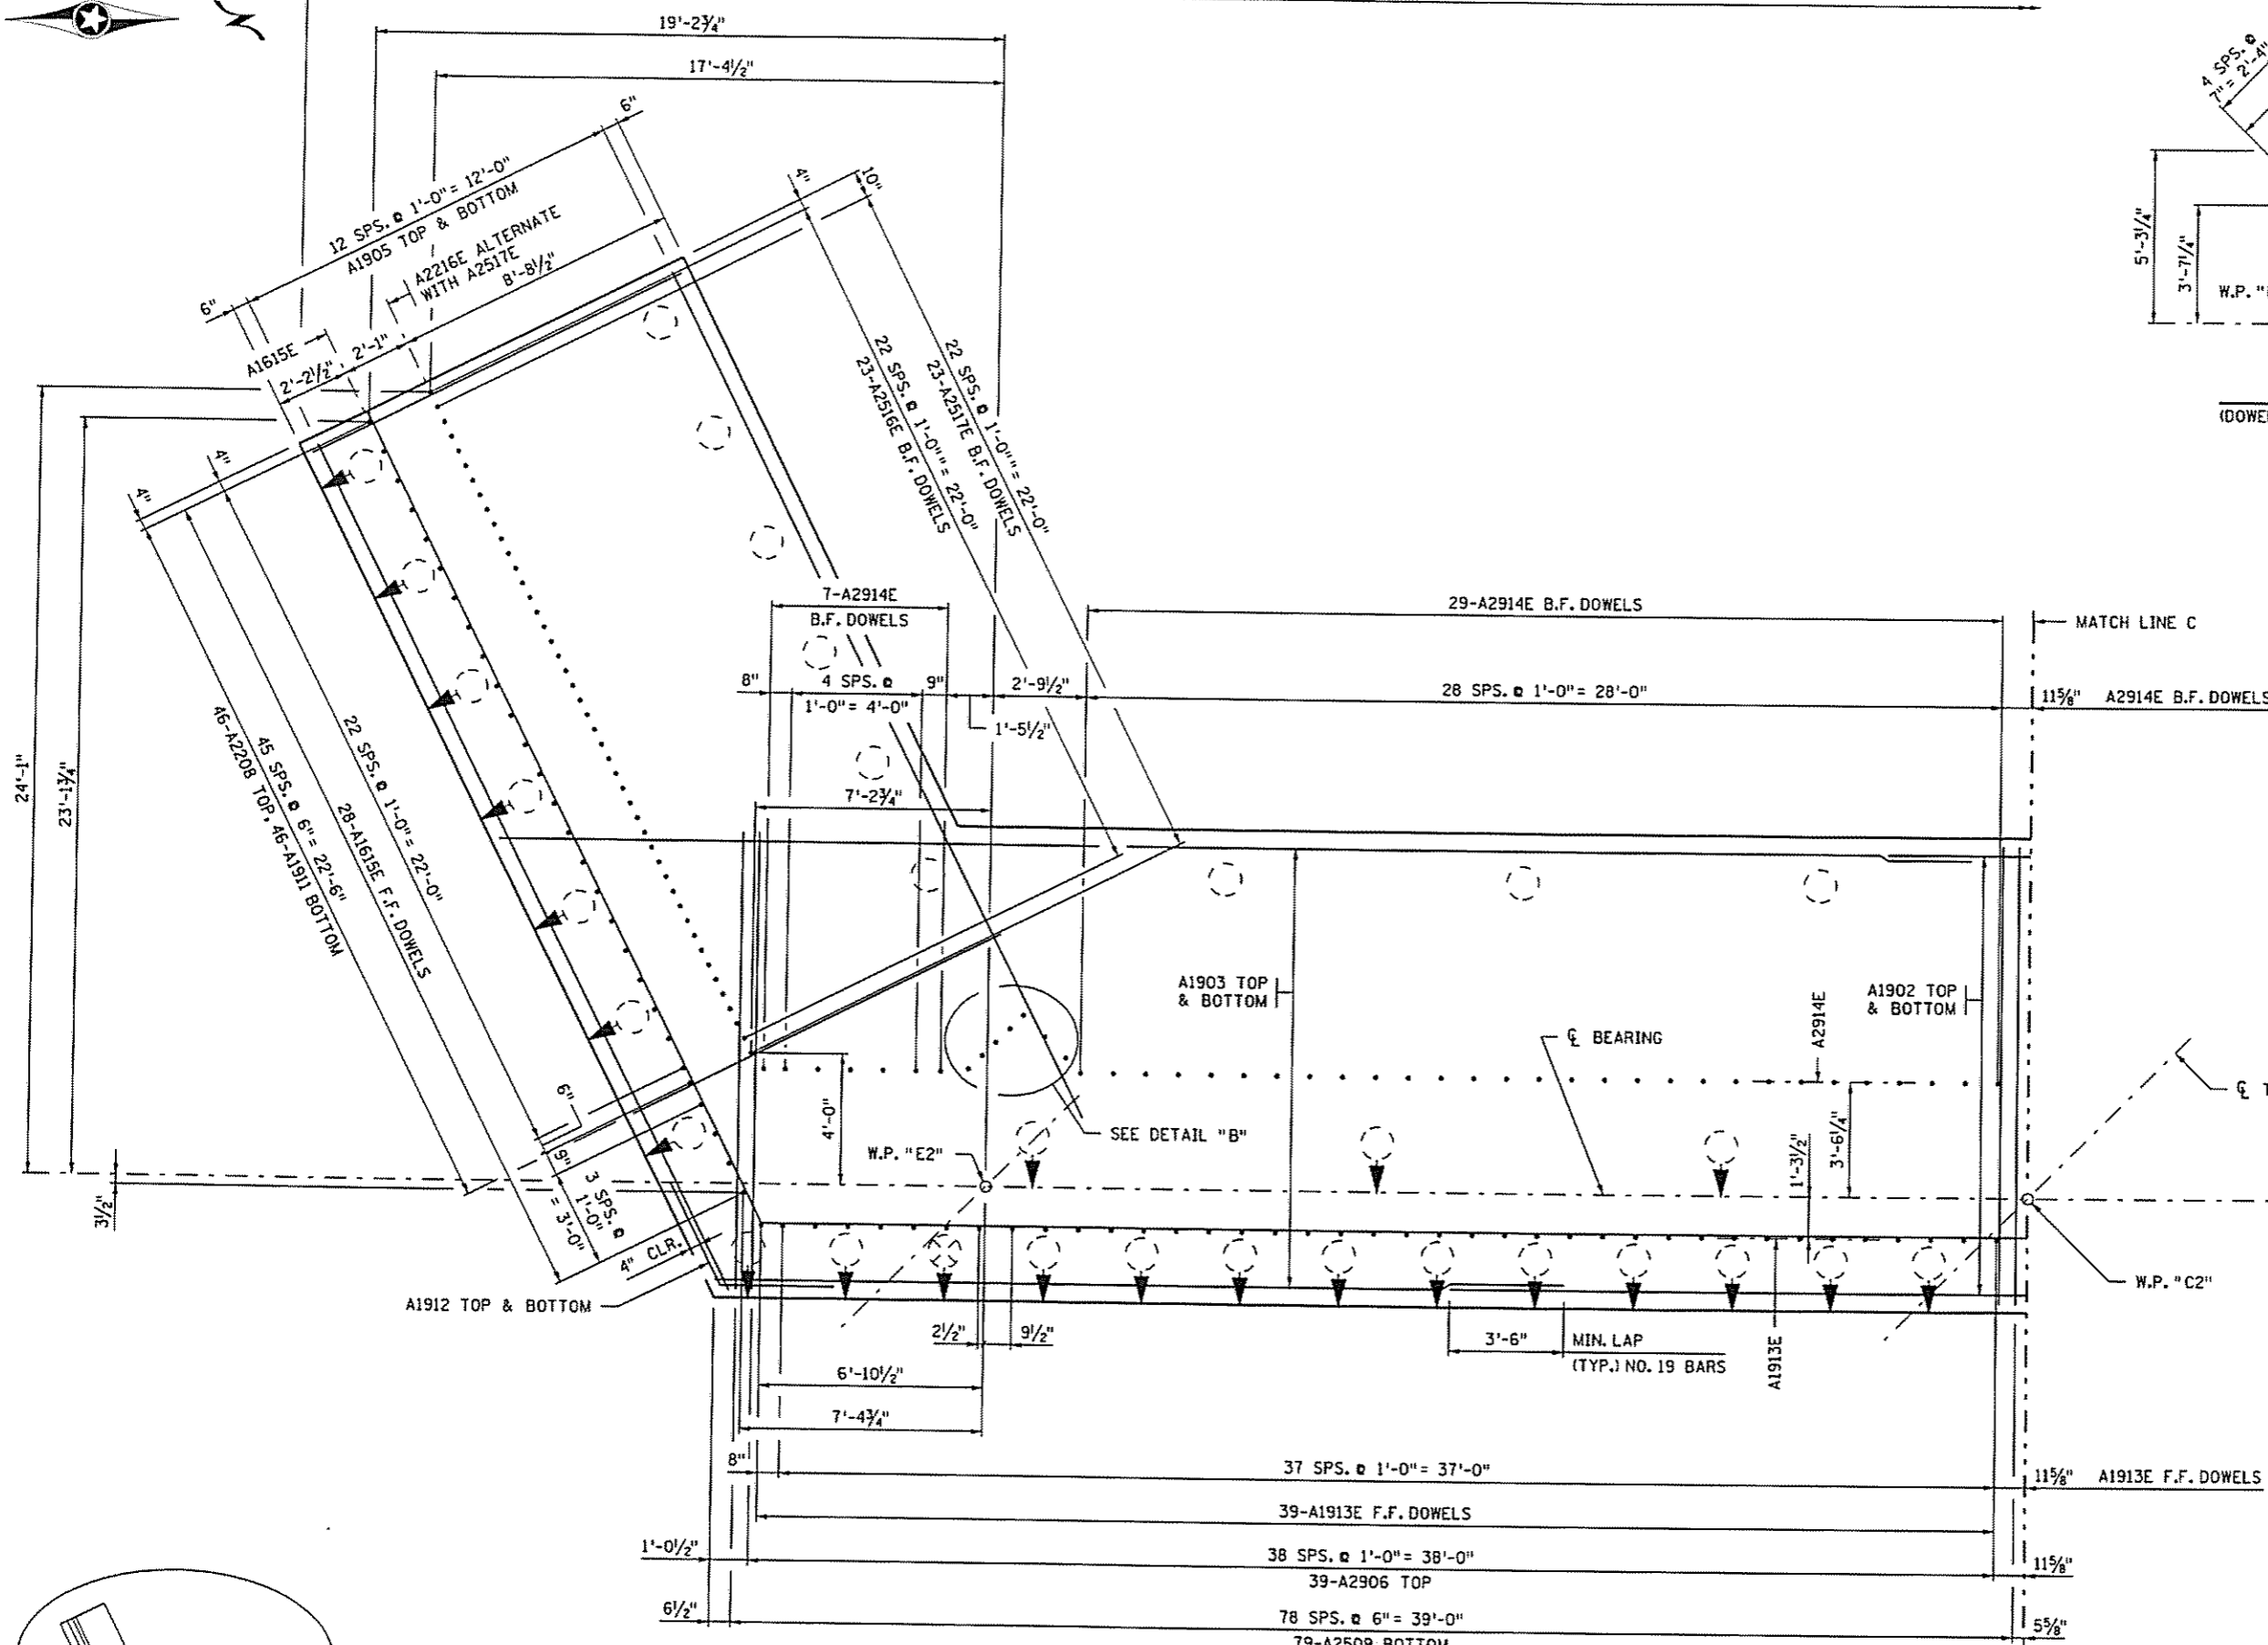 19'-2¾"
17'-4½"
6"
12 SPS. @ 1'-0" = 12'-0"
A1905 TOP & BOTTOM
A2216E ALTERNATE
WITH A2517E
8'-8½"
6"
A1615E
2'-2½"
2'-1"
4"
10"
22 SPS. @ 1'-0"" = 22'-0"
23-A2516E B.F. DOWELS
22 SPS. @ 1'-0"" = 22'-0"
23-A2517E B.F. DOWELS
4 SPS. @
7" = 2'-4"
5'-3¼"
3'-7¼"
W.P. "
(DOWE
4"
4"
24'-1"
23'-1¾"
45 SPS. @ 6" = 22'-6"
46-A2208 TOP, 46-A1911 BOTTOM
22 SPS. @ 1'-0" = 22'-0"
28-A1615E F.F. DOWELS
7-A2914E
B.F. DOWELS
29-A2914E B.F. DOWELS
MATCH LINE C
8"
4 SPS. @
1'-0" = 4'-0"
9"
2'-9½"
1'-5½"
28 SPS. @ 1'-0" = 28'-0"
11⅝"
A2914E B.F. DOWELS
7'-2¾"
A1903 TOP
& BOTTOM
A1902 TOP
& BOTTOM
A2914E
℄ BEARING
℄ T
4'-0"
SEE DETAIL "B"
W.P. "E2"
3'-6¼"
1'-3½"
W.P. "C2"
6"
9"
3 SPS. @
1'-0"
= 3'-0"
3½"
4" CLR.
A1912 TOP & BOTTOM
2½"
9½"
3'-6"
MIN. LAP
(TYP.) NO. 19 BARS
A1913E
6'-10½"
7'-4¾"
8"
37 SPS. @ 1'-0" = 37'-0"
11⅝"
A1913E F.F. DOWELS
39-A1913E F.F. DOWELS
1'-0½"
38 SPS. @ 1'-0" = 38'-0"
11⅝"
39-A2906 TOP
6½"
78 SPS. @ 6" = 39'-0"
5⅝"
79-A2509 BOTTOM